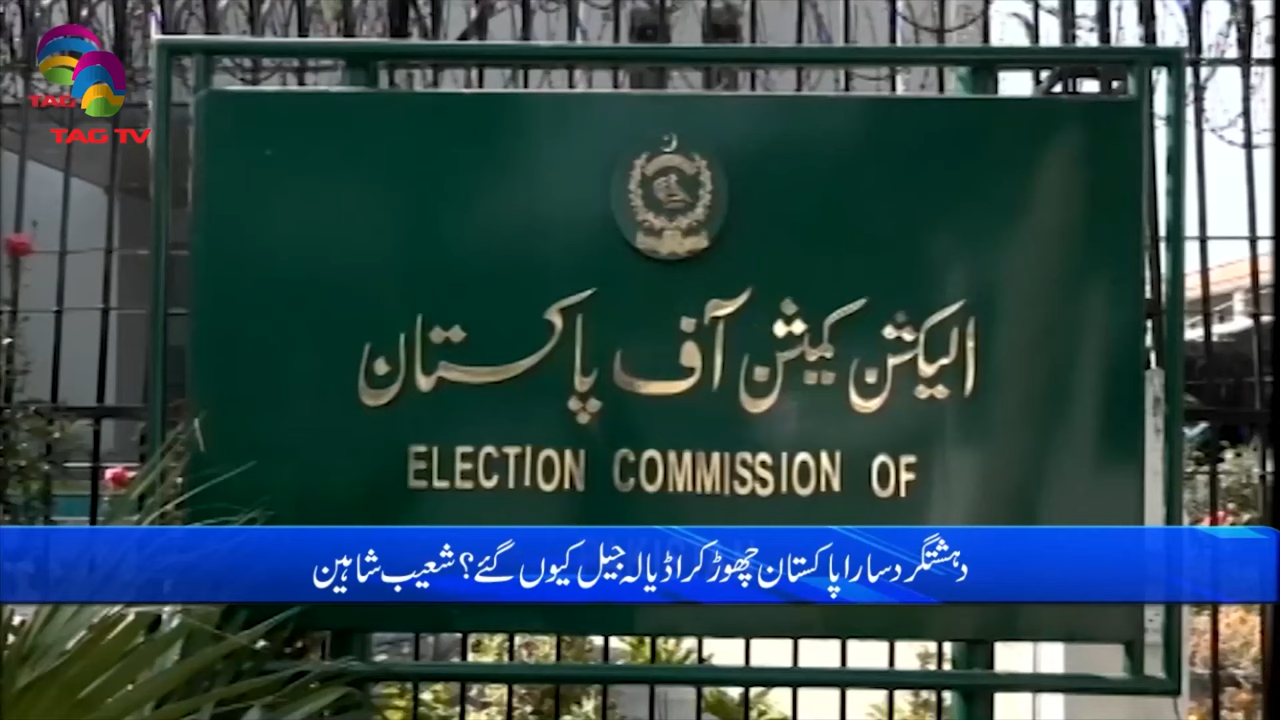 TAG
TAG TV
الیکشن کمیشن آف پاکستان
ELECTION COMMISSION OF
دہشتگرد سارا پاکستان چھوڑ کر اڈیالہ جیل کیوں گئے؟ شعیب شاہین